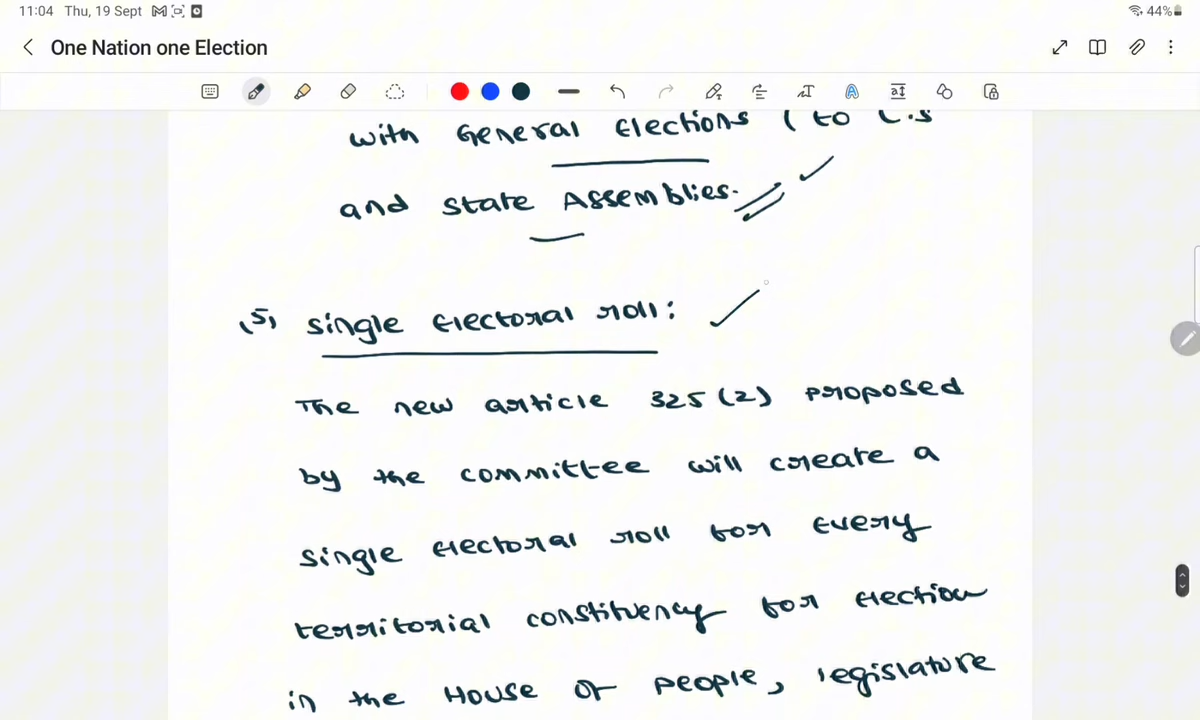 11:04 Thu, 19 Sept 44%
One Nation one Election
with General Elections ( to L.S
and state Assemblies.
(5) single Electoral roll:
The new article 325 (2) proposed
by the committee will create a
single electoral roll for Every
territorial constituency for election
in the House of people, legislature